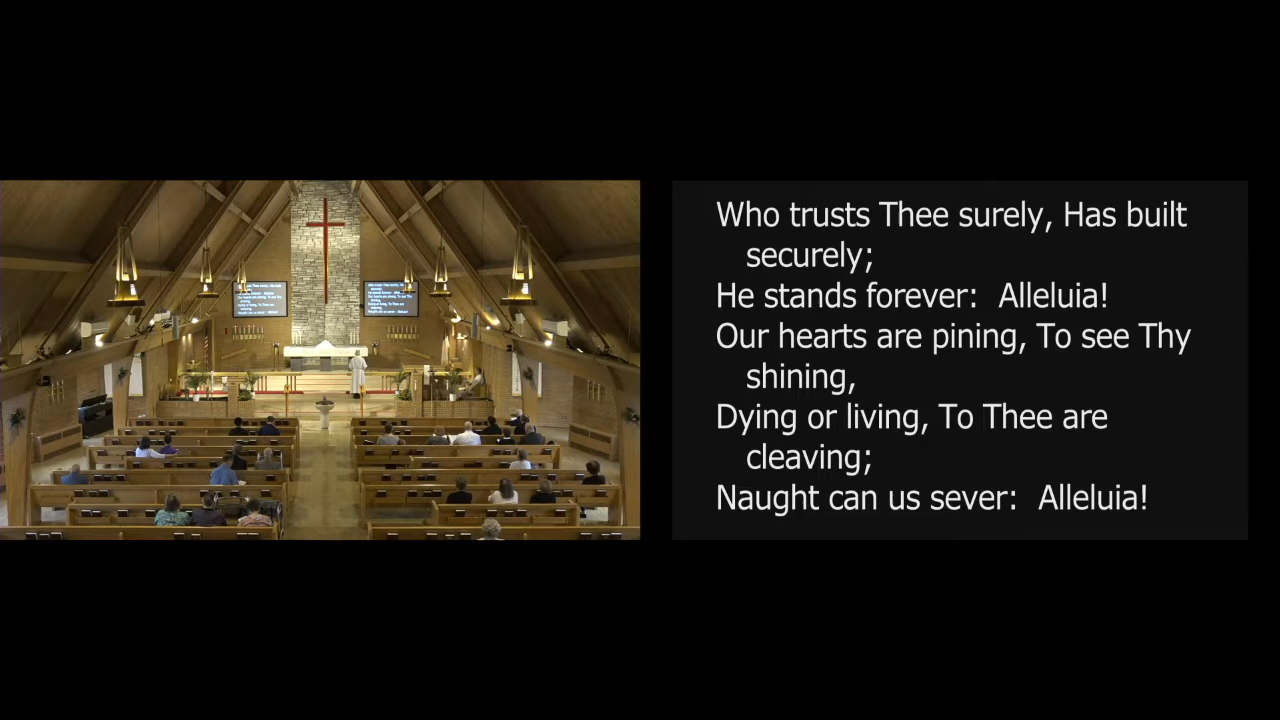 Who trusts Thee surely, Has built
securely;
He stands forever:  Alleluia!
Our hearts are pining, To see Thy
shining,
Dying or living, To Thee are
cleaving;
Naught can us sever:  Alleluia!